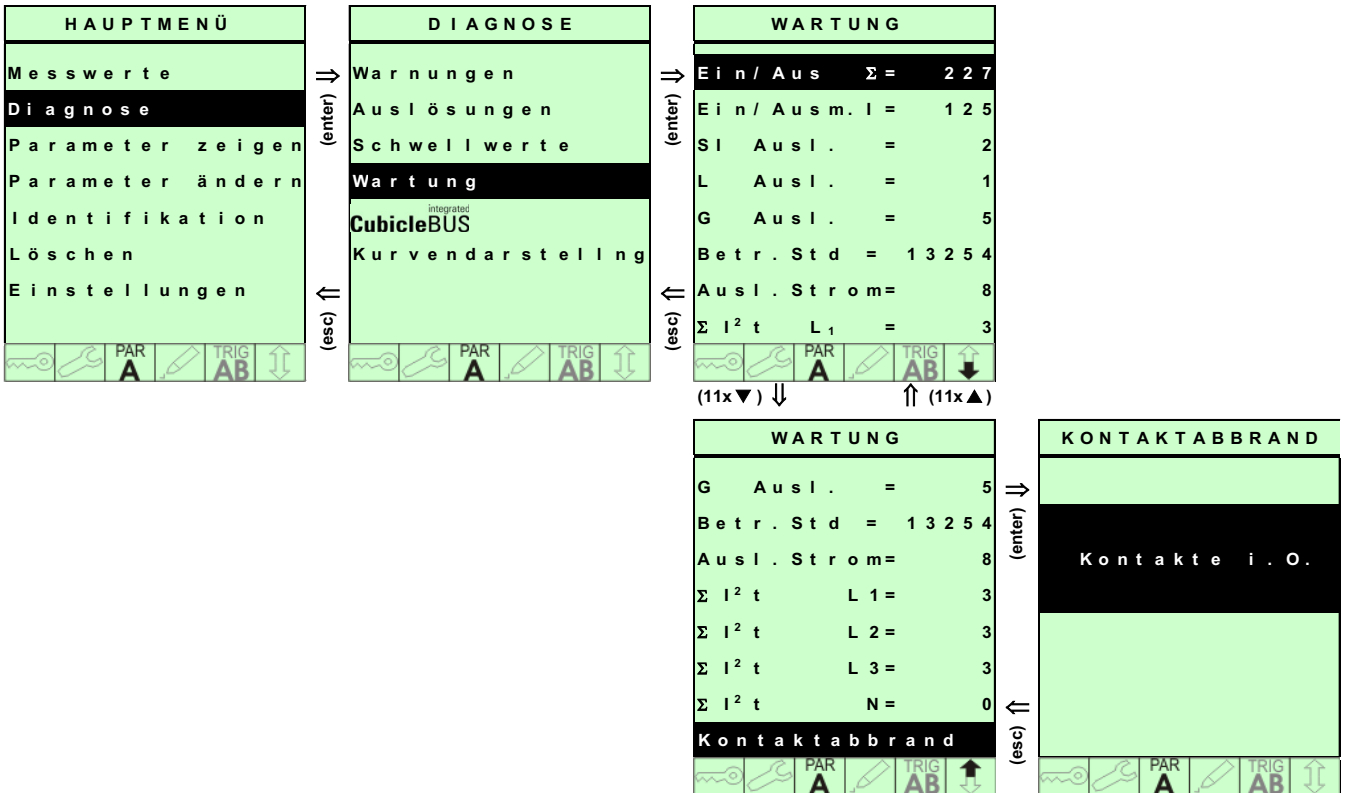 HAUPTMENÜ
Messwerte
Diagnose
Parameter zeigen
Parameter ändern
Identifikation
Löschen
Einstellungen
PAR A TRIG AB
⇒
(enter)
⇐
(esc)
DIAGNOSE
Warnungen
Auslösungen
Schwellwerte
Wartung
integrated
CubicleBUS
Kurvendarstellng
PAR A TRIG AB
⇒
(enter)
⇐
(esc)
WARTUNG
Ein/Aus Σ= 227
Ein/Ausm.I= 125
SI Ausl. = 2
L Ausl. = 1
G Ausl. = 5
Betr.Std = 13254
Ausl.Strom= 8
Σ I² t L₁ = 3
PAR A TRIG AB
(11x▼) ⇓ ⇑ (11x▲)
WARTUNG
G Ausl. = 5
Betr.Std = 13254
Ausl.Strom= 8
Σ I² t L1= 3
Σ I² t L2= 3
Σ I² t L3= 3
Σ I² t N= 0
Kontaktabbrand
PAR A TRIG AB
⇒
(enter)
⇐
(esc)
KONTAKTABBRAND
Kontakte i.O.
PAR A TRIG AB